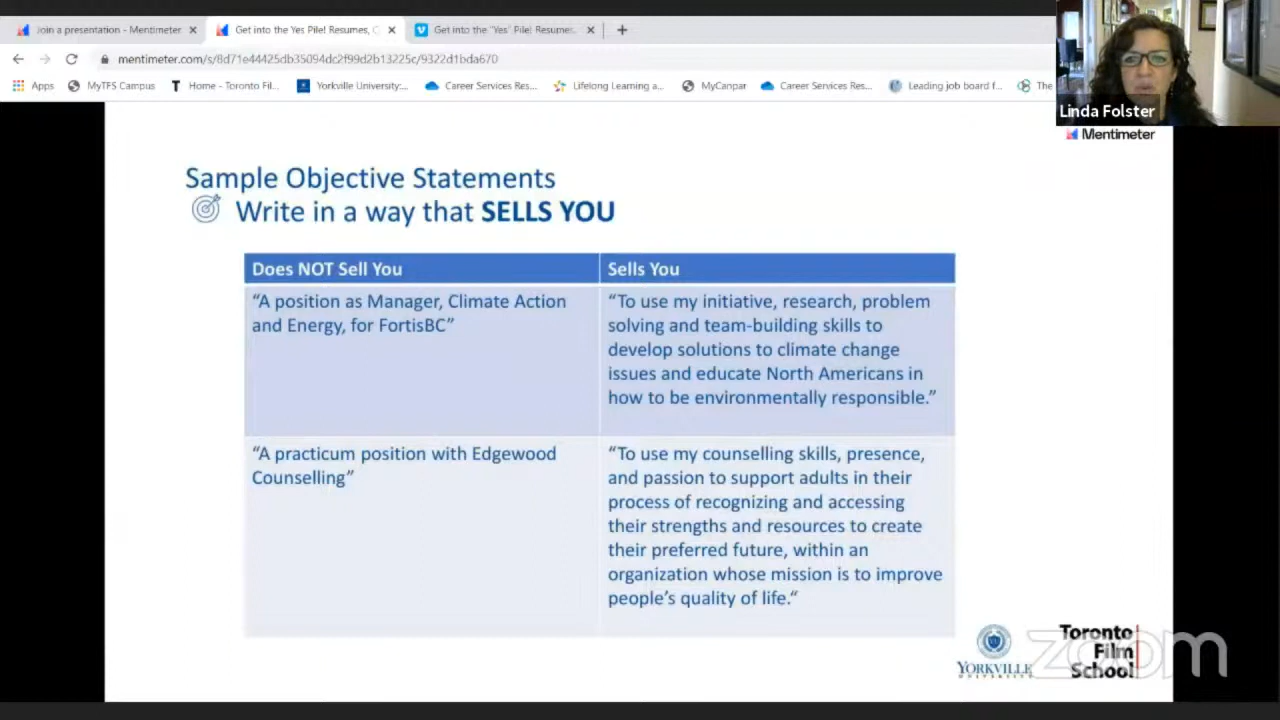 Join a presentation - Mentimeter
Get into the Yes Pile! Resumes, C
Get into the "Yes" Pile! Resumes.
mentimeter.com/s/8d71e44425db35094dc2f99d2b13225c/9322d1bda670
Apps
MyTFS Campus
Home - Toronto Fil...
Yorkville University:...
Career Services Res...
Lifelong Learning a...
MyCanpar
Career Services Res...
Leading job board f...
The
Linda Folster
Mentimeter
Sample Objective Statements
Write in a way that SELLS YOU
Does NOT Sell You
Sells You
“A position as Manager, Climate Action
and Energy, for FortisBC”
“To use my initiative, research, problem
solving and team-building skills to
develop solutions to climate change
issues and educate North Americans in
how to be environmentally responsible.”
“A practicum position with Edgewood
Counselling”
“To use my counselling skills, presence,
and passion to support adults in their
process of recognizing and accessing
their strengths and resources to create
their preferred future, within an
organization whose mission is to improve
people’s quality of life.“
YORKVILLE
UNIVERSITY
Toronto
Film
School
zoom